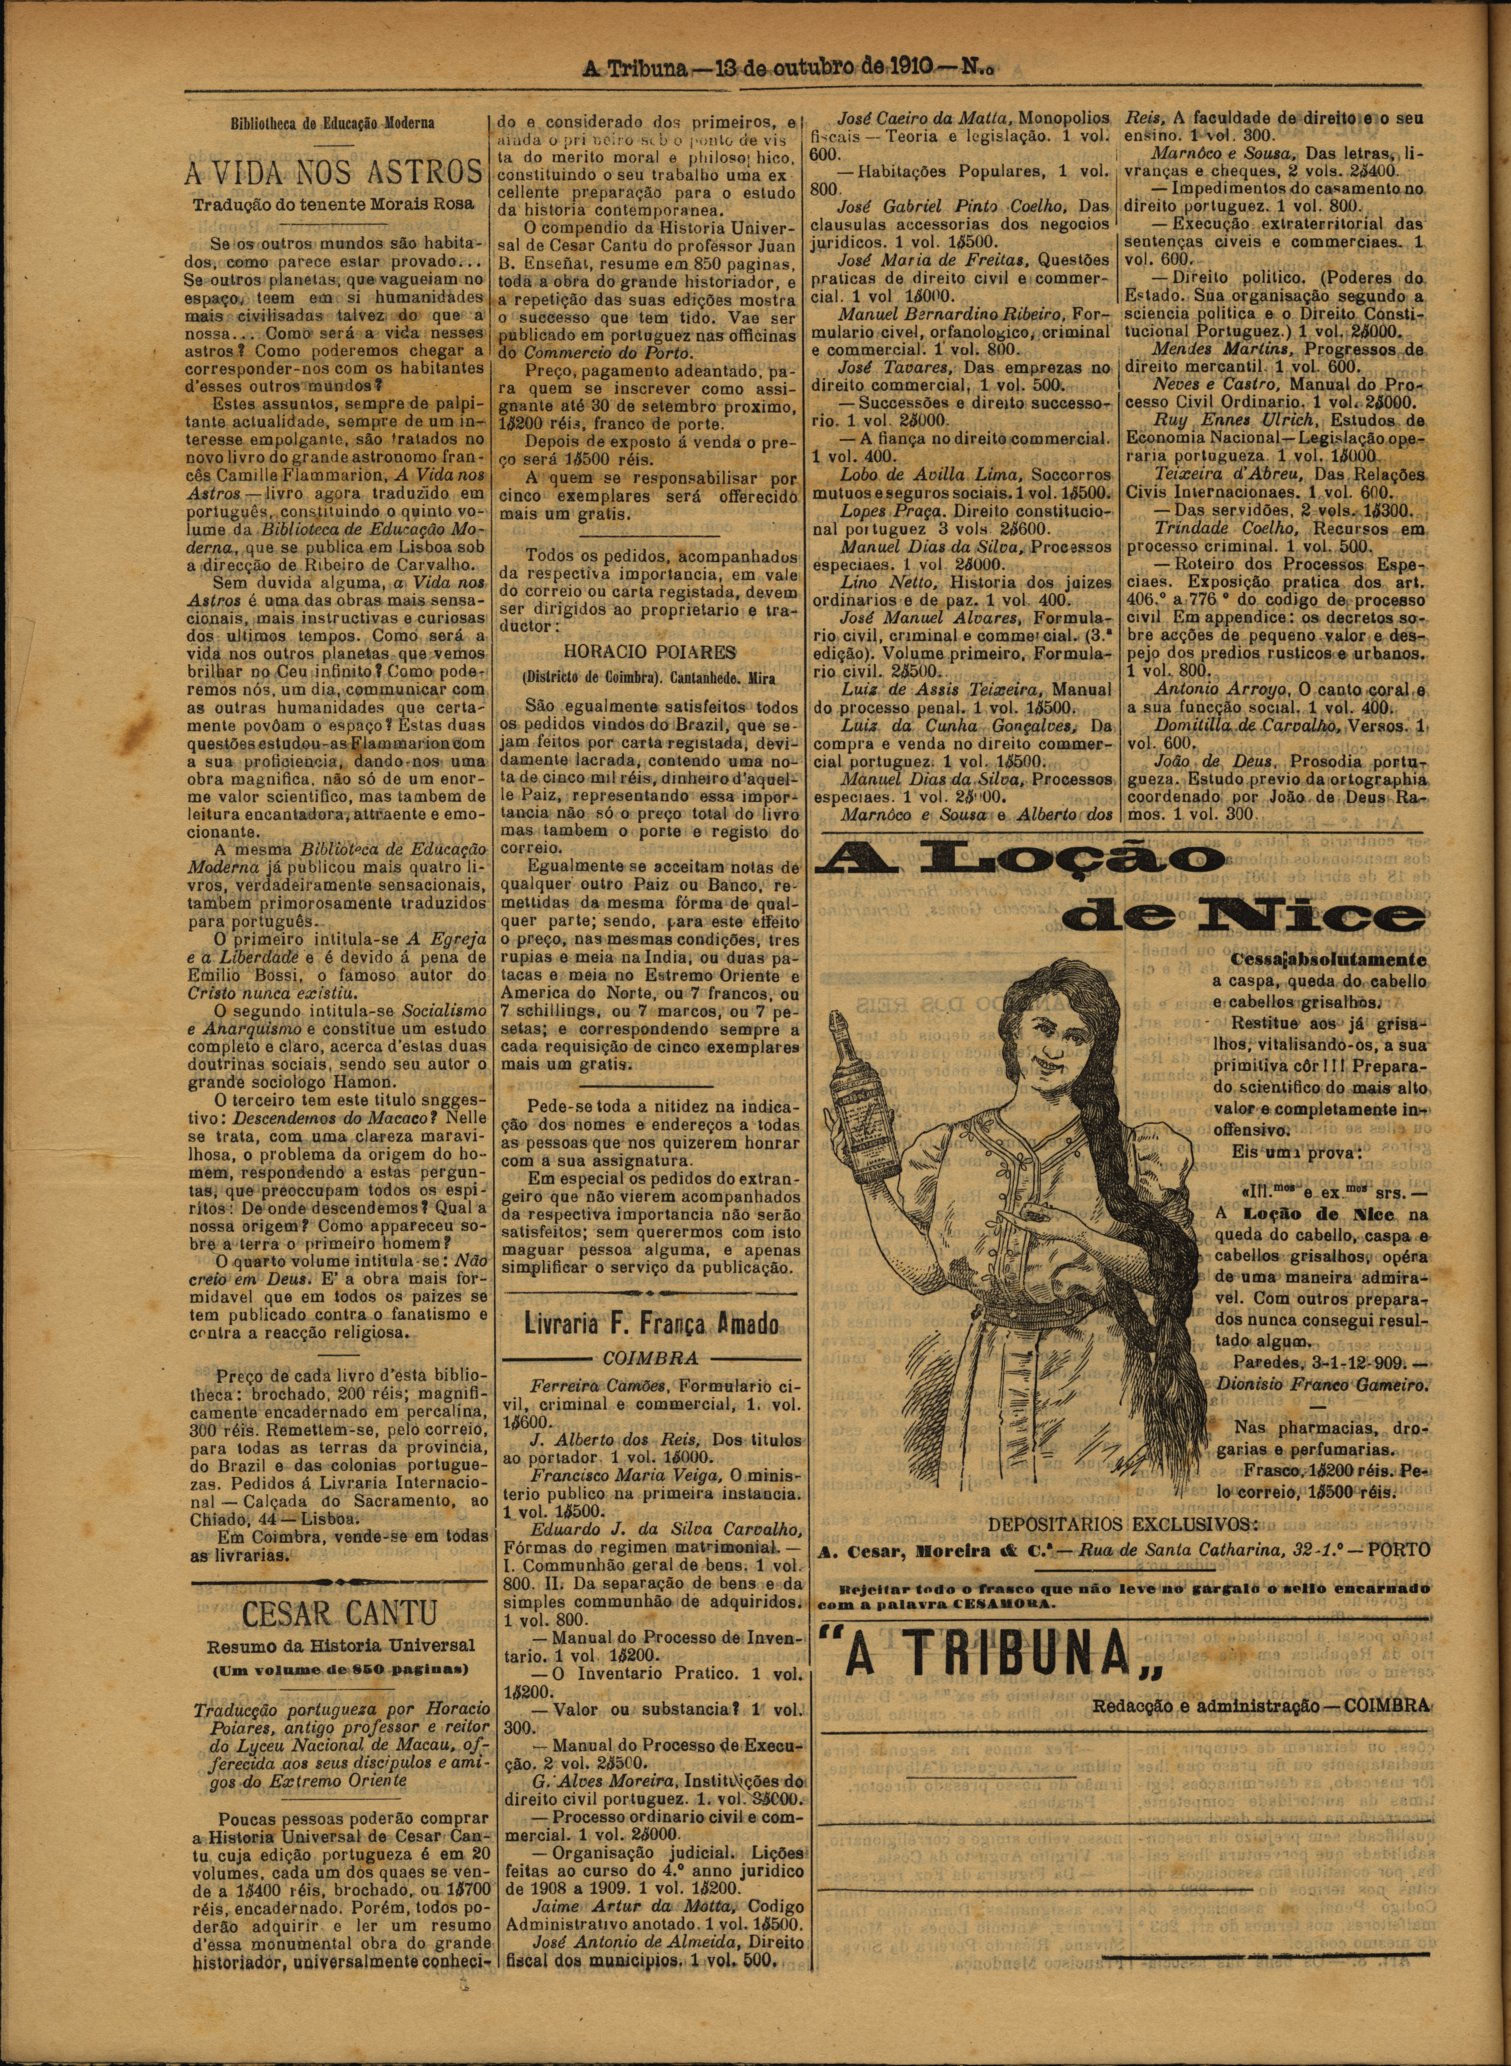 A Tribuna—13 de outubro de 1910—N.º
Bibliotheca de Educação Moderna
A VIDA NOS ASTROS
Tradução do tenente Morais Rosa
Se os outros mundos são habita-
dos, como parece estar provado...
Se outros planetas, que vagueiam no
espaço, teem em si humanidades
mais civilisadas talvez do que a
nossa... Como será a vida nesses
astros? Como poderemos chegar a
corresponder-nos com os habitantes
d'esses outros mundos?
Estes assuntos, sempre de palpi-
tante actualidade, sempre de um in-
teresse empolgante, são tratados no
novo livro do grande astronomo fran-
cês Camille Flammarion, A Vida nos
Astros—livro agora traduzido em
português, constituindo o quinto vo-
lume da Biblioteca de Educação Mo-
derna, que se publica em Lisboa sob
a direcção de Ribeiro de Carvalho.
Sem duvida alguma, a Vida nos
Astros é uma das obras mais sensa-
cionais, mais instructivas e curiosas
dos ultimos tempos. Como será a
vida nos outros planetas que vemos
brilhar no Ceu infinito? Como pode-
remos nós, um dia, communicar com
as outras humanidades que certa-
mente povôam o espaço? Estas duas
questões estudou-as Flammarion com
a sua proficiencia, dando-nos uma
obra magnifica, não só de um enor-
me valor scientifico, mas tambem de
leitura encantadora, attraente e emo-
cionante.
A mesma Biblioteca de Educação
Moderna já publicou mais quatro li-
vros, verdadeiramente sensacionais,
tambem primorosamente traduzidos
para português.
O primeiro intitula-se A Egreja
e a Liberdade e é devido á pena de
Emilio Bossi, o famoso autor do
Cristo nunca existiu.
O segundo intitula-se Socialismo
e Anarquismo e constitue um estudo
completo e claro, acerca d'estas duas
doutrinas sociais, sendo seu autor o
grande sociologo Hamon.
O terceiro tem este titulo sngges-
tivo: Descendemos do Macaco? Nelle
se trata, com uma clareza maravi-
lhosa, o problema da origem do ho-
mem, respondendo a estas pergun-
tas, que preoccupam todos os espi-
ritos: De onde descendemos? Qual a
nossa origem? Como appareceu so-
bre a terra o primeiro homem?
O quarto volume intitula-se: Não
creio em Deus. E' a obra mais for-
midavel que em todos os paizes se
tem publicado contra o fanatismo e
contra a reacção religiosa.
Preço de cada livro d'esta biblio-
theca: brochado, 200 réis; magnifi-
camente encadernado em percalina,
300 réis. Remettem-se, pelo correio,
para todas as terras da provincia,
do Brazil e das colonias portugue-
zas. Pedidos á Livraria Internacio-
nal — Calçada do Sacramento, ao
Chiado, 44—Lisboa.
Em Coimbra, vende-se em todas
as livrarias.
CESAR CANTU
Resumo da Historia Universal
(Um volume de 850 paginas)
Traducção portugueza por Horacio
Poiares, antigo professor e reitor
do Lyceu Nacional de Macau, of-
ferecida aos seus discipulos e ami-
gos do Extremo Oriente
Poucas pessoas poderão comprar
a Historia Universal de Cesar Can-
tu, cuja edição portugueza é em 20
volumes, cada um dos quaes se ven-
de a 1$400 réis, brochado, ou 1$700
réis, encadernado. Porém, todos po-
derão adquirir e ler um resumo
d'essa monumental obra do grande
historiador, universalmente conheci-
do e considerado dos primeiros, e
ainda o primeiro sob o ponto de vis
ta do merito moral e philosophico,
constituindo o seu trabalho uma ex
cellente preparação para o estudo
da historia contemporanea.
O compendio da Historia Univer-
sal de Cesar Cantu do professor Juan
B. Enseñat, resume em 850 paginas,
toda a obra do grande historiador, e
a repetição das suas edições mostra
o successo que tem tido. Vae ser
publicado em portuguez nas officinas
do Commercio do Porto.
Preço, pagamento adeantado, pa-
ra quem se inscrever como assi-
gnante até 30 de setembro proximo,
1$200 réis, franco de porte.
Depois de exposto á venda o pre-
ço será 1$500 réis.
A quem se responsabilisar por
cinco exemplares será offerecido
mais um gratis.
Todos os pedidos, acompanhados
da respectiva importancia, em vale
do correio ou carta registada, devem
ser dirigidos ao proprietario e tra-
ductor:
HORACIO POIARES
(Districto de Coimbra). Cantanhede. Mira
São egualmente satisfeitos todos
os pedidos vindos do Brazil, que se-
jam feitos por carta registada, devi-
damente lacrada, contendo uma no-
ta de cinco mil réis, dinheiro d'aquel-
le Paiz, representando essa impor-
tancia não só o preço total do livro
mas tambem o porte e registo do
correio.
Egualmente se acceitam notas de
qualquer outro Paiz ou Banco, re-
mettidas da mesma fórma de qual-
quer parte; sendo, para este effeito
o preço, nas mesmas condições, tres
rupias e meia na India, ou duas pa-
tacas e meia no Estremo Oriente e
America do Norte, ou 7 francos, ou
7 schillings, ou 7 marcos, ou 7 pe-
setas; e correspondendo sempre a
cada requisição de cinco exemplares
mais um gratis.
Pede-se toda a nitidez na indica-
ção dos nomes e endereços a todas
as pessoas que nos quizerem honrar
com a sua assignatura.
Em especial os pedidos do extran-
geiro que não vierem acompanhados
da respectiva importancia não serão
satisfeitos; sem querermos com isto
maguar pessoa alguma, e apenas
simplificar o serviço da publicação.
Livraria F. França Amado
COIMBRA
Ferreira Camões, Formulario ci-
vil, criminal e commercial, 1. vol.
1$600.
J. Alberto dos Reis, Dos titulos
ao portador. 1 vol. 1$000.
Francisco Maria Veiga, O minis-
terio publico na primeira instancia.
1 vol. 1$500.
Eduardo J. da Silva Carvalho,
Fórmas do regimen matrimonial.—
I. Communhão geral de bens. 1 vol.
800. II. Da separação de bens e da
simples communhão de adquiridos.
1 vol. 800.
—Manual do Processo de Inven-
tario. 1 vol. 1$200.
—O Inventario Pratico. 1 vol.
1$200.
—Valor ou substancia? 1 vol.
300.
—Manual do Processo de Execu-
ção. 2 vol. 2$500.
G. Alves Moreira, Instituições do
direito civil portuguez. 1. vol. 3$000.
—Processo ordinario civil e com-
mercial. 1 vol. 2$000.
—Organisação judicial. Lições
feitas ao curso do 4.º anno juridico
de 1908 a 1909. 1 vol. 1$200.
Jaime Artur da Motta, Codigo
Administrativo anotado. 1 vol. 1$500.
José Antonio de Almeida, Direito
fiscal dos municipios. 1 vol. 500.
José Caeiro da Matta, Monopolios
fiscais—Teoria e legislação. 1 vol.
600.
—Habitações Populares, 1 vol.
800.
José Gabriel Pinto Coelho, Das
clausulas accessorias dos negocios
juridicos. 1 vol. 1$500.
José Maria de Freitas, Questões
praticas de direito civil e commer-
cial. 1 vol 1$000.
Manuel Bernardino Ribeiro, For-
mulario civel, orfanologico, criminal
e commercial. 1 vol. 800.
José Tavares, Das emprezas no
direito commercial, 1 vol. 500.
—Successões e direito successo-
rio. 1 vol. 2$000.
—A fiança no direito commercial.
1 vol. 400.
Lobo de Avilla Lima, Soccorros
mutuos e seguros sociais. 1 vol. 1$500.
Lopes Praça. Direito constitucio-
nal portuguez 3 vols. 2$600.
Manuel Dias da Silva, Processos
especiaes. 1 vol 2$000.
Lino Netto, Historia dos juizes
ordinarios e de paz. 1 vol. 400.
José Manuel Alvares, Formula-
rio civil, criminal e commercial. (3.ª
edição). Volume primeiro, Formula-
rio civil. 2$500.
Luiz de Assis Teixeira, Manual
do processo penal. 1 vol. 1$500.
Luiz da Cunha Gonçalves, Da
compra e venda no direito commer-
cial portuguez. 1 vol. 1$500.
Manuel Dias da Silva, Processos
especiaes. 1 vol. 2$000.
Marnôco e Sousa e Alberto dos
Reis, A faculdade de direito e o seu
ensino. 1 vol. 300.
Marnôco e Sousa, Das letras, li-
vranças e cheques, 2 vols. 2$400.
—Impedimentos do casamento no
direito portuguez. 1 vol. 800.
—Execução extraterritorial das
sentenças civeis e commerciaes. 1
vol. 600.
—Direito politico. (Poderes do
Estado. Sua organisação segundo a
sciencia politica e o Direito Consti-
tucional Portuguez.) 1 vol. 2$000.
Mendes Martins, Progressos de
direito mercantil. 1 vol. 600.
Neves e Castro, Manual do Pro-
cesso Civil Ordinario. 1 vol. 2$000.
Ruy Ennes Ulrich, Estudos de
Economia Nacional—Legislação ope-
raria portugueza. 1 vol. 1$000.
Teixeira d'Abreu, Das Relações
Civis Internacionaes. 1 vol. 600.
—Das servidões, 2 vols. 1$300.
Trindade Coelho, Recursos em
processo criminal. 1 vol. 500.
—Roteiro dos Processos Espe-
ciaes. Exposição pratica dos art.
406.º a 776 º do codigo de processo
civil Em appendice: os decretos so-
bre acções de pequeno valor e des-
pejo dos predios rusticos e urbanos.
1 vol. 800.
Antonio Arroyo, O canto coral e
a sua funcção social. 1 vol. 400.
Domitilla de Carvalho, Versos. 1
vol. 600.
João de Deus, Prosodia portu-
gueza. Estudo previo da ortographia
coordenado por João de Deus Ra-
mos. 1 vol. 300.
A Loção
de Nice
Cessa absolutamente
a caspa, queda do cabello
e cabellos grisalhos.
Restitue aos já grisa-
lhos, vitalisando-os, a sua
primitiva côr!!! Prepara-
do scientifico do mais alto
valor e completamente in-
offensivo.
Eis uma prova:
«Ill.mos e ex.mos srs.—
A Loção de Nice na
queda do cabello, caspa e
cabellos grisalhos, opéra
de uma maneira admira-
vel. Com outros prepara-
dos nunca consegui resul-
tado algum.
Paredes, 3-1-12-909.—
Dionisio Franco Gameiro.
Nas pharmacias, dro-
garias e perfumarias.
Frasco, 1$200 réis. Pe-
lo correio, 1$500 réis.
DEPOSITARIOS EXCLUSIVOS:
A. Cesar, Moreira & C.ª—Rua de Santa Catharina, 32-1.º—PORTO
Rejeitar todo o frasco que não leve no gargalo o sello encarnado
com a palavra CESAMORA.
"A TRIBUNA„
Redacção e administração—COIMBRA